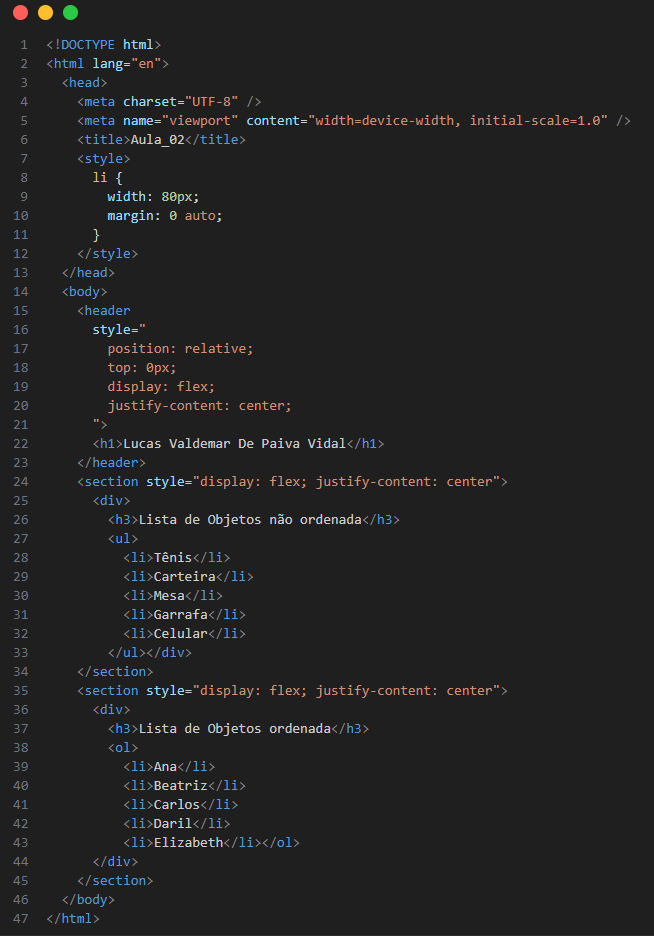 1 <!DOCTYPE html>
2 <html lang="en">
3   <head>
4     <meta charset="UTF-8" />
5     <meta name="viewport" content="width=device-width, initial-scale=1.0" />
6     <title>Aula_02</title>
7     <style>
8       li {
9         width: 80px;
10         margin: 0 auto;
11       }
12     </style>
13   </head>
14   <body>
15     <header
16       style="
17         position: relative;
18         top: 0px;
19         display: flex;
20         justify-content: center;
21       ">
22       <h1>Lucas Valdemar De Paiva Vidal</h1>
23     </header>
24     <section style="display: flex; justify-content: center">
25       <div>
26         <h3>Lista de Objetos não ordenada</h3>
27         <ul>
28           <li>Tênis</li>
29           <li>Carteira</li>
30           <li>Mesa</li>
31           <li>Garrafa</li>
32           <li>Celular</li>
33         </ul></div>
34     </section>
35     <section style="display: flex; justify-content: center">
36       <div>
37         <h3>Lista de Objetos ordenada</h3>
38         <ol>
39           <li>Ana</li>
40           <li>Beatriz</li>
41           <li>Carlos</li>
42           <li>Daril</li>
43           <li>Elizabeth</li></ol>
44       </div>
45     </section>
46   </body>
47 </html>